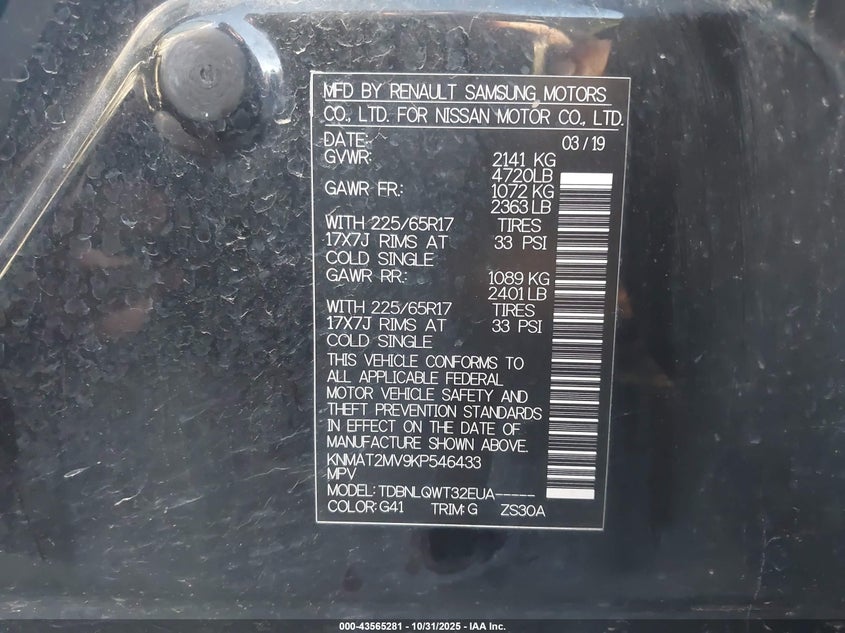 MFD BY RENAULT SAMSUNG MOTORS
CO., LTD. FOR NISSAN MOTOR CO., LTD.
DATE: 03/19
GVWR: 2141 KG
4720LB
GAWR FR.: 1072 KG
2363 LB
WITH 225/65R17 TIRES
17X7J RIMS AT 33 PSI
COLD SINGLE
GAWR RR.: 1089 KG
2401 LB
WITH 225/65R17 TIRES
17X7J RIMS AT 33 PSI
COLD SINGLE
THIS VEHICLE CONFORMS TO
ALL APPLICABLE FEDERAL
MOTOR VEHICLE SAFETY AND
THEFT PREVENTION STANDARDS
IN EFFECT ON THE DATE OF
MANUFACTURE SHOWN ABOVE.
KNMAT2MV9KP546433
MPV
MODEL: TDBNLQWT32EUA-----
COLOR: G41 TRIM: G ZS30A
000-43565281 - 10/31/2025 - IAA Inc.